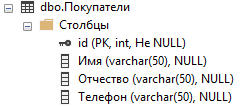 dbo.Покупатели
Столбцы
id (PK, int, Не NULL)
Имя (varchar(50), NULL)
Отчество (varchar(50), NULL)
Телефон (varchar(50), NULL)